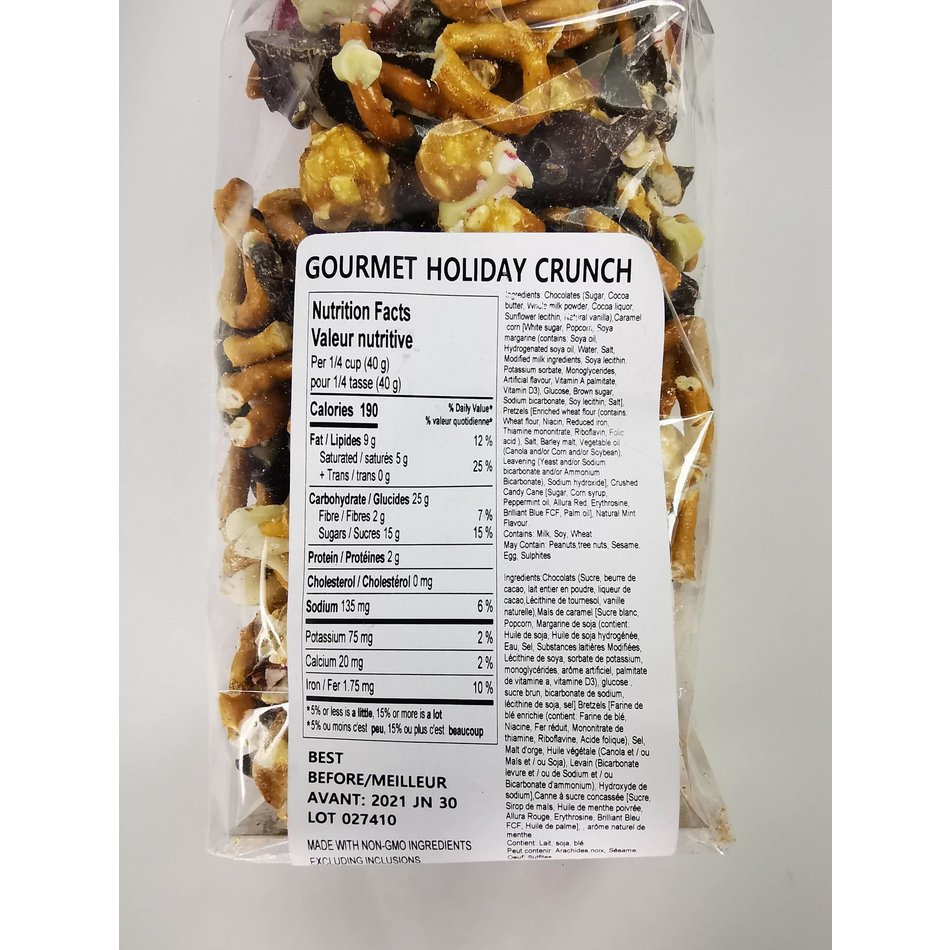 GOURMET HOLIDAY CRUNCH
Nutrition Facts
Valeur nutritive
Per 1/4 cup (40 g)
pour 1/4 tasse (40 g)
Calories 190
% Daily Value*
% valeur quotidienne*
Fat / Lipides 9 g 12 %
Saturated / saturés 5 g
+ Trans / trans 0 g
25 %
Carbohydrate / Glucides 25 g
Fibre / Fibres 2 g 7 %
Sugars / Sucres 15 g 15 %
Protein / Protéines 2 g
Cholesterol / Cholestérol 0 mg
Sodium 135 mg 6 %
Potassium 75 mg 2 %
Calcium 20 mg 2 %
Iron / Fer 1.75 mg 10 %
*5% or less is a little, 15% or more is a lot
*5% ou moins c'est peu, 15% ou plus c'est beaucoup
BEST
BEFORE/MEILLEUR
AVANT: 2021 JN 30
LOT 027410
MADE WITH NON-GMO INGREDIENTS
EXCLUDING INCLUSIONS
Ingredients: Chocolates (Sugar, Cocoa
butter, Whole milk powder, Cocoa liquor,
Sunflower lecithin, Natural vanilla),Caramel
corn [White sugar, Popcorn, Soya
margarine (contains: Soya oil,
Hydrogenated soya oil, Water, Salt,
Modified milk ingredients, Soya lecithin,
Potassium sorbate, Monoglycerides,
Artificial flavour, Vitamin A palmitate,
Vitamin D3), Glucose, Brown sugar,
Sodium bicarbonate, Soy lecithin, Salt],
Pretzels [Enriched wheat flour (contains:
Wheat flour, Niacin, Reduced iron,
Thiamine mononitrate, Riboflavin, Folic
acid ), Salt, Barley malt, Vegetable oil
(Canola and/or Corn and/or Soybean),
Leavening (Yeast and/or Sodium
bicarbonate and/or Ammonium
Bicarbonate), Sodium hydroxide], Crushed
Candy Cane [Sugar, Corn syrup,
Peppermint oil, Allura Red, Erythrosine,
Brilliant Blue FCF, Palm oil], Natural Mint
Flavour.
Contains: Milk, Soy, Wheat
May Contain: Peanuts,tree nuts, Sesame,
Egg, Sulphites
Ingredients:Chocolats (Sucre, beurre de
cacao, lait entier en poudre, liqueur de
cacao,Lécithine de tournesol, vanille
naturelle),Mais de caramel [Sucre blanc,
Popcorn, Margarine de soja (contient:
Huile de soja, Huile de soja hydrogénée,
Eau, Sel, Substances laitières Modifiées,
Lécithine de soya, sorbate de potassium,
monoglycérides, arôme artificiel, palmitate
de vitamine a, vitamine D3), glucose ,
sucre brun, bicarbonate de sodium,
lécithine de soja, sel] Bretzels [Farine de
blé enrichie (contient: Farine de blé,
Niacine, Fer réduit, Mononitrate de
thiamine, Riboflavine, Acide folique), Sel,
Malt d'orge, Huile végétale (Canola et / ou
Maïs et / ou Soja), Levain (Bicarbonate
levure et / ou de Sodium et / ou
Bicarbonate d'ammonium), Hydroxyde de
sodium],Canne à sucre concassée [Sucre,
Sirop de maïs, Huile de menthe poivrée,
Allura Rouge, Erythrosine, Brilliant Bleu
FCF, Huile de palme], , arôme naturel de
menthe
Contient: Lait, soja, blé
Peut contenir: Arachides,noix, Sésame,
Oeuf, Sulfites